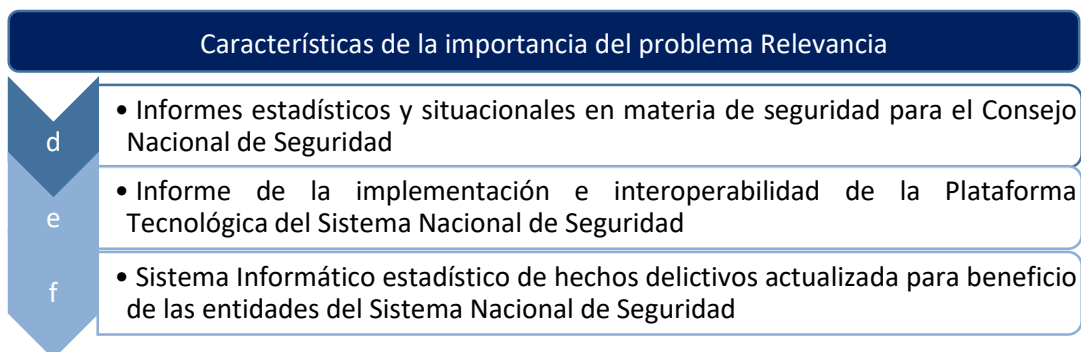 Características de la importancia del problema Relevancia
d
• Informes estadísticos y situacionales en materia de seguridad para el Consejo
Nacional de Seguridad
e
• Informe de la implementación e interoperabilidad de la Plataforma
Tecnológica del Sistema Nacional de Seguridad
f
• Sistema Informático estadístico de hechos delictivos actualizada para beneficio
de las entidades del Sistema Nacional de Seguridad